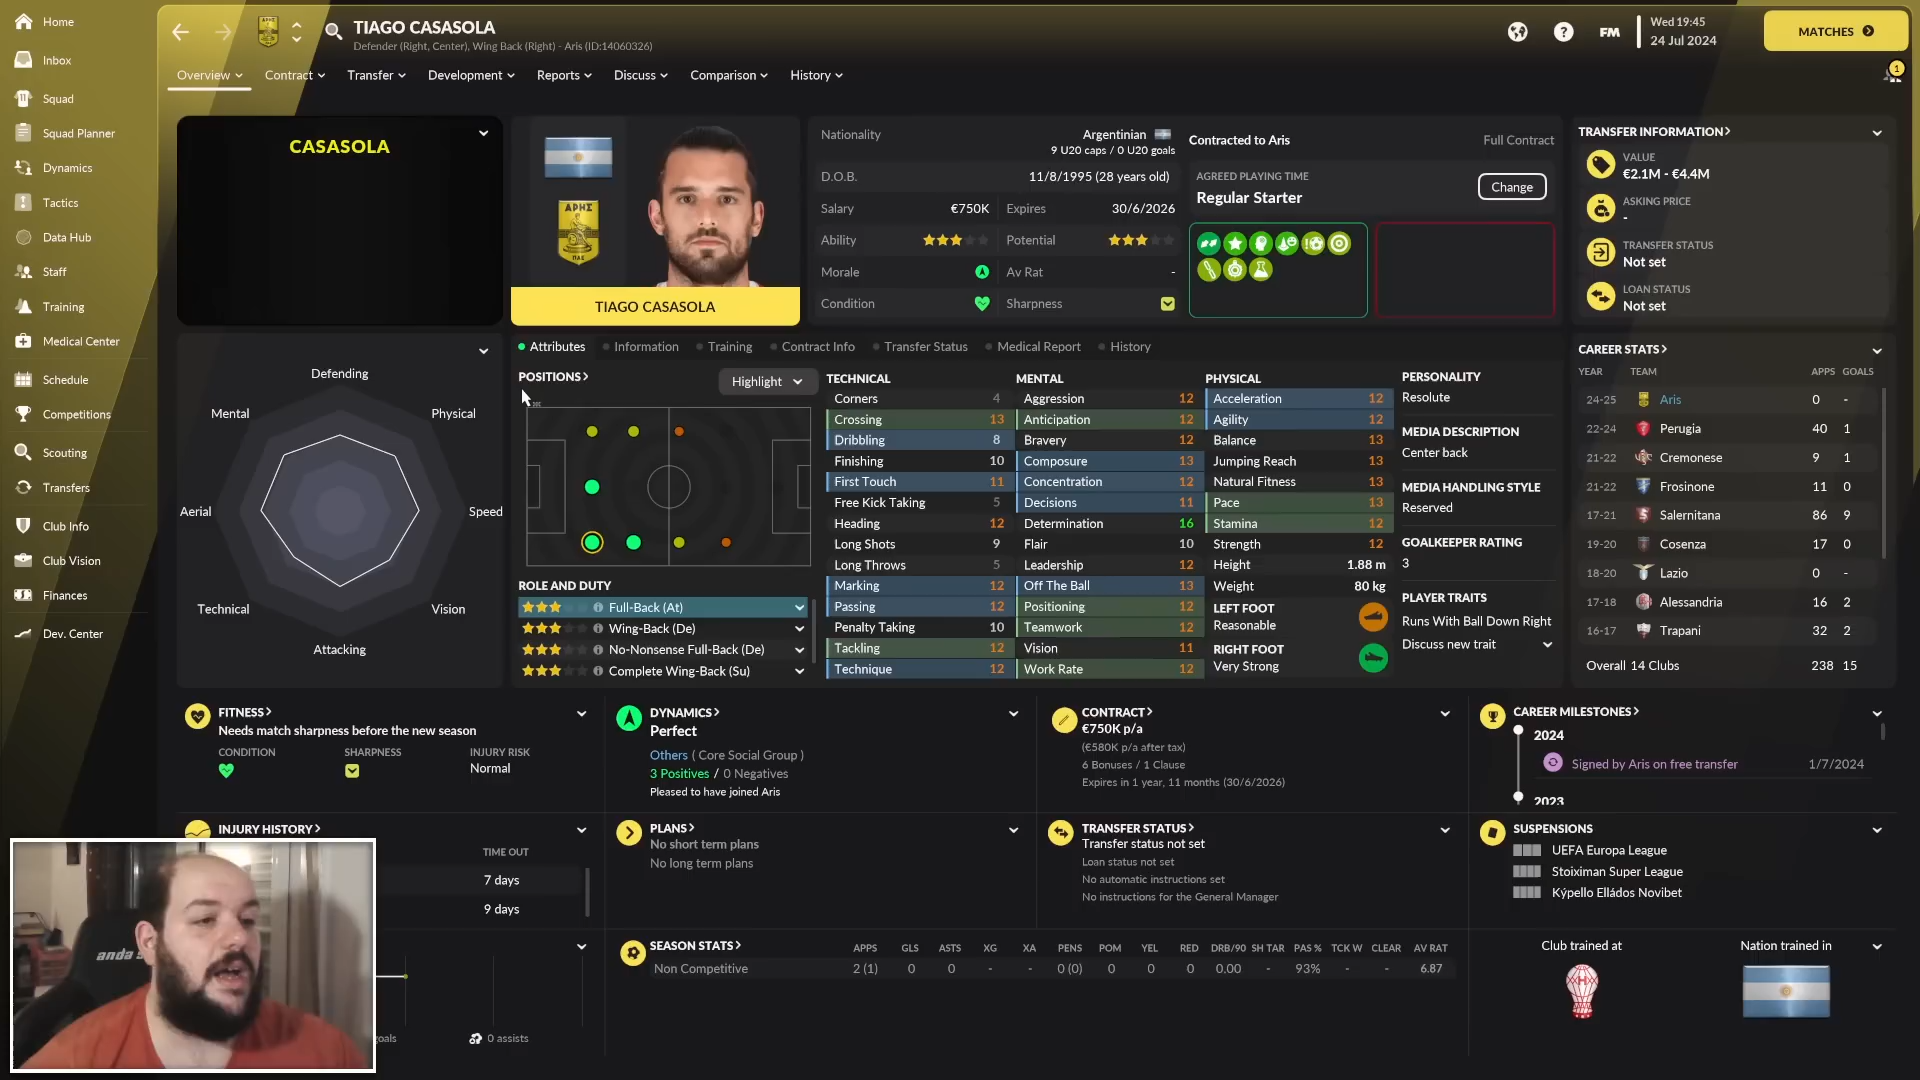 Home
Inbox
Squad
Squad Planner
Dynamics
Tactics
Data Hub
Staff
Training
Medical Center
Schedule
Competitions
Scouting
Transfers
Club Info
Club Vision
Finances
Dev. Center
TIAGO CASASOLA
Defender (Right, Center), Wing Back (Right) - Aris (ID:14060326)
FM
Wed 19:45
24 Jul 2024
MATCHES
1
Overview
Contract
Transfer
Development
Reports
Discuss
Comparison
History
CASASOLA
ΑΡΗΣ
TIAGO CASASOLA
Nationality
Argentinian
9 U20 caps / 0 U20 goals
D.O.B.
11/8/1995 (28 years old)
Salary €750K
Expires 30/6/2026
Ability
Potential
Morale
Av Rat -
Condition
Sharpness
Contracted to Aris
Full Contract
AGREED PLAYING TIME
Regular Starter
Change
TRANSFER INFORMATION>
VALUE
€2.1M - €4.4M
ASKING PRICE
-
TRANSFER STATUS
Not set
LOAN STATUS
Not set
Defending
Physical
Speed
Vision
Attacking
Technical
Aerial
Mental
Attributes
Information
Training
Contract Info
Transfer Status
Medical Report
History
POSITIONS>
Highlight
ROLE AND DUTY
Full-Back (At)
Wing-Back (De)
No-Nonsense Full-Back (De)
Complete Wing-Back (Su)
TECHNICAL
Corners 4
Crossing 13
Dribbling 8
Finishing 10
First Touch 11
Free Kick Taking 5
Heading 12
Long Shots 9
Long Throws 5
Marking 12
Passing 12
Penalty Taking 10
Tackling 12
Technique 12
MENTAL
Aggression 12
Anticipation 12
Bravery 12
Composure 13
Concentration 12
Decisions 11
Determination 16
Flair 10
Leadership 12
Off The Ball 13
Positioning 12
Teamwork 12
Vision 11
Work Rate 12
PHYSICAL
Acceleration 12
Agility 12
Balance 13
Jumping Reach 13
Natural Fitness 13
Pace 13
Stamina 12
Strength 12
Height 1.88 m
Weight 80 kg
LEFT FOOT
Reasonable
RIGHT FOOT
Very Strong
PERSONALITY
Resolute
MEDIA DESCRIPTION
Center back
MEDIA HANDLING STYLE
Reserved
GOALKEEPER RATING
3
PLAYER TRAITS
Runs With Ball Down Right
Discuss new trait
CAREER STATS>
YEAR TEAM APPS GOALS
24-25 Aris 0 -
22-24 Perugia 40 1
21-22 Cremonese 9 1
21-22 Frosinone 11 0
17-21 Salernitana 86 9
19-20 Cosenza 17 0
18-20 Lazio 0 -
17-18 Alessandria 16 2
16-17 Trapani 32 2
Overall 14 Clubs 238 15
FITNESS>
Needs match sharpness before the new season
CONDITION
SHARPNESS
INJURY RISK
Normal
DYNAMICS>
Perfect
Others ( Core Social Group )
3 Positives / 0 Negatives
Pleased to have joined Aris
CONTRACT>
€750K p/a
(€580K p/a after tax)
6 Bonuses / 1 Clause
Expires in 1 year, 11 months (30/6/2026)
CAREER MILESTONES>
2024
Signed by Aris on free transfer 1/7/2024
2023
INJURY HISTORY>
TIME OUT
7 days
9 days
PLANS>
No short term plans
No long term plans
TRANSFER STATUS>
Transfer status not set
Loan status not set
No automatic instructions set
No instructions for the General Manager
SUSPENSIONS
UEFA Europa League
Stoiximan Super League
Kýpello Elládos Novibet
anda s
goals
0 assists
SEASON STATS>
APPS GLS ASTS XG XA PENS POM YEL RED DRB/90 SH TAR PAS % TCK W CLEAR AV RAT
Non Competitive 2 (1) 0 0 - - 0 (0) 0 0 0 0.00 - 93% - - 6.87
Club trained at
Nation trained in